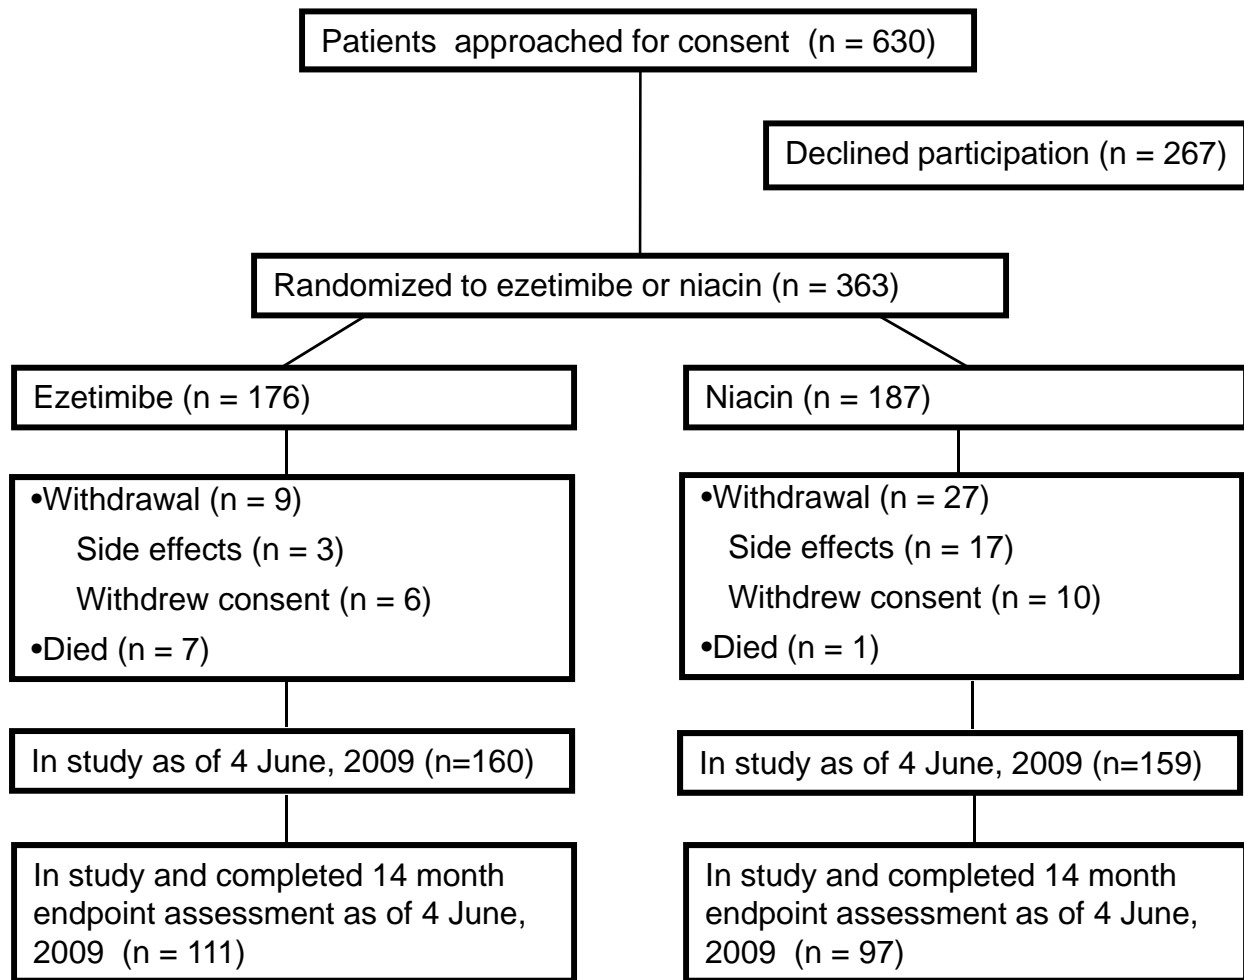 Patients approached for consent (n = 630)
Declined participation (n = 267)
Randomized to ezetimibe or niacin (n = 363)
Ezetimibe (n = 176)
Niacin (n = 187)
•Withdrawal (n = 9)
Side effects (n = 3)
Withdrew consent (n = 6)
•Died (n = 7)
•Withdrawal (n = 27)
Side effects (n = 17)
Withdrew consent (n = 10)
•Died (n = 1)
In study as of 4 June, 2009 (n=160)
In study as of 4 June, 2009 (n=159)
In study and completed 14 month
endpoint assessment as of 4 June,
2009 (n = 111)
In study and completed 14 month
endpoint assessment as of 4 June,
2009 (n = 97)